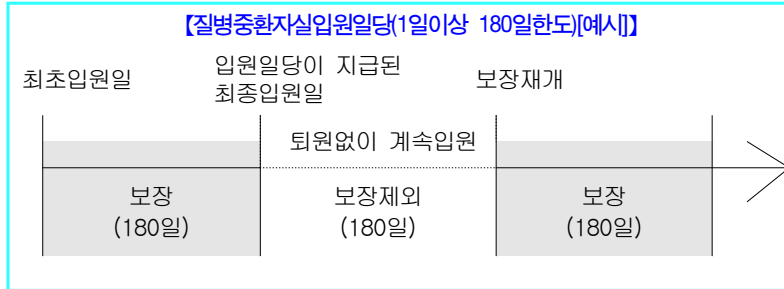 【질병중환자실입원일당(1일이상 180일한도)[예시]】
최초입원일
입원일당이 지급된
최종입원일
보장재개
퇴원없이 계속입원
보장
(180일)
보장제외
(180일)
보장
(180일)